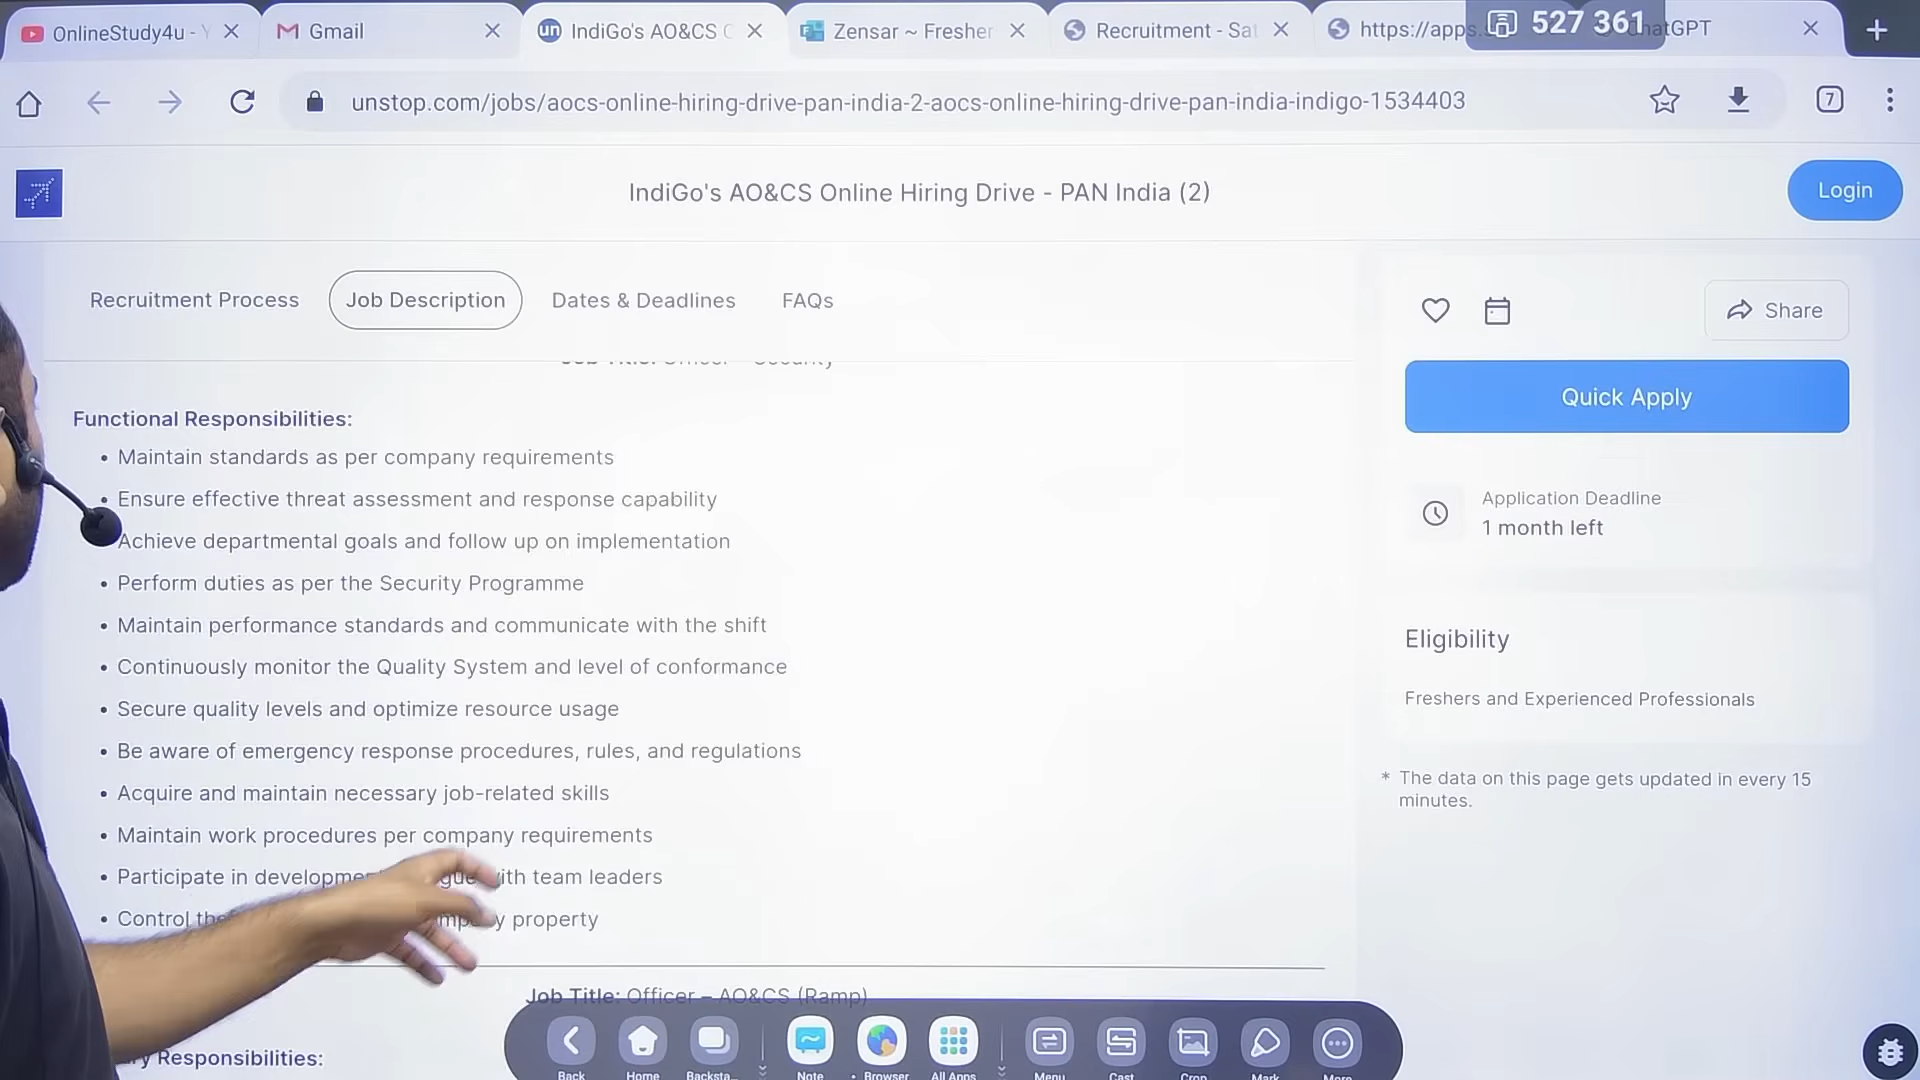 OnlineStudy4u - Y
Gmail
un IndiGo's AO&CS O
Zensar ~ Fresher
Recruitment - Sat
https://apps.
527 361
hatGPT
unstop.com/jobs/aocs-online-hiring-drive-pan-india-2-aocs-online-hiring-drive-pan-india-indigo-1534403
7
IndiGo's AO&CS Online Hiring Drive - PAN India (2)
Login
Recruitment Process
Job Description
Dates & Deadlines
FAQs
Share
Job Title: Officer – Security
Quick Apply
Functional Responsibilities:
• Maintain standards as per company requirements
• Ensure effective threat assessment and response capability
Achieve departmental goals and follow up on implementation
• Perform duties as per the Security Programme
• Maintain performance standards and communicate with the shift
• Continuously monitor the Quality System and level of conformance
• Secure quality levels and optimize resource usage
• Be aware of emergency response procedures, rules, and regulations
• Acquire and maintain necessary job-related skills
• Maintain work procedures per company requirements
• Participate in with team leaders
• Control property
Application Deadline
1 month left
Eligibility
Freshers and Experienced Professionals
* The data on this page gets updated in every 15
minutes.
Job Title: Officer – AO&CS (Ramp)
Responsibilities:
Back
Home
Backsta...
Note
• Browser
All Apps
Menu
Cast
Crop
Mark
More